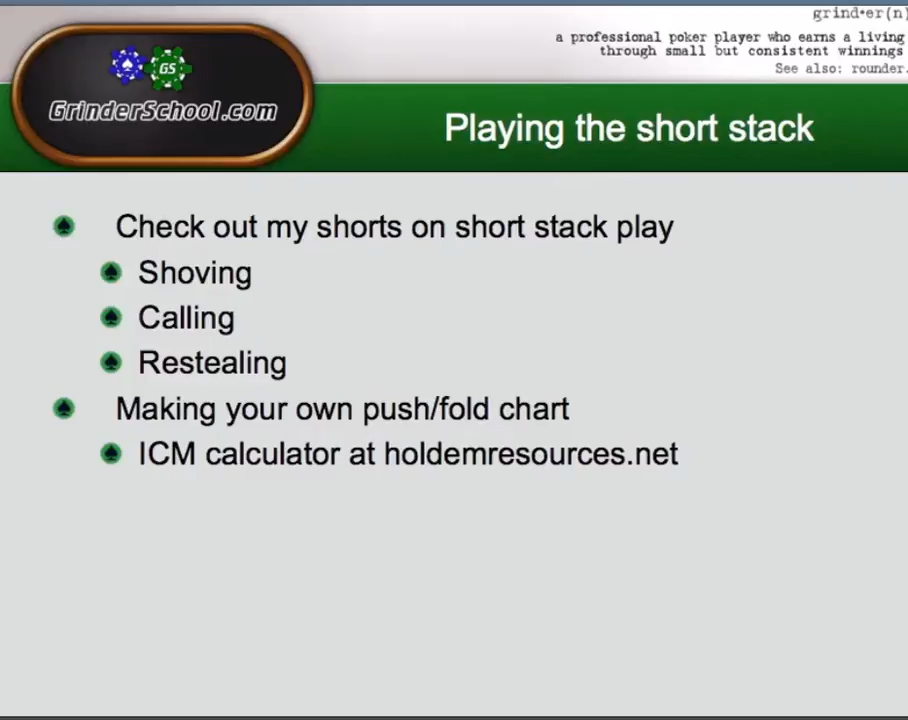 grind•er(n)
a professional poker player who earns a living
through small but consistent winnings
See also: rounder.
GS
GrinderSchool.com
Playing the short stack
Check out my shorts on short stack play
Shoving
Calling
Restealing
Making your own push/fold chart
ICM calculator at holdemresources.net